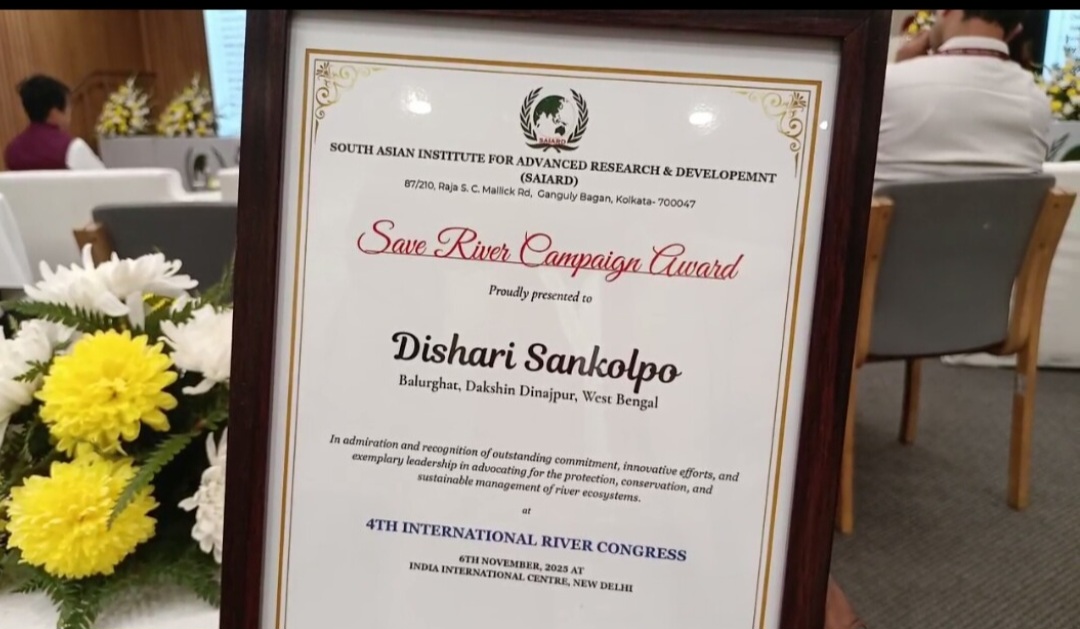 SAIARD
SOUTH ASIAN INSTITUTE FOR ADVANCED RESEARCH & DEVELOPEMNT
(SAIARD)
87/210, Raja S. C. Mallick Rd, Ganguly Bagan, Kolkata- 700047
Save River Campaign Award
Proudly presented to
Dishari Sankolpo
Balurghat, Dakshin Dinajpur, West Bengal
In admiration and recognition of outstanding commitment, innovative efforts, and
exemplary leadership in advocating for the protection, conservation, and
sustainable management of river ecosystems.
at
4TH INTERNATIONAL RIVER CONGRESS
6TH NOVEMBER, 2025 AT
INDIA INTERNATIONAL CENTRE, NEW DELHI